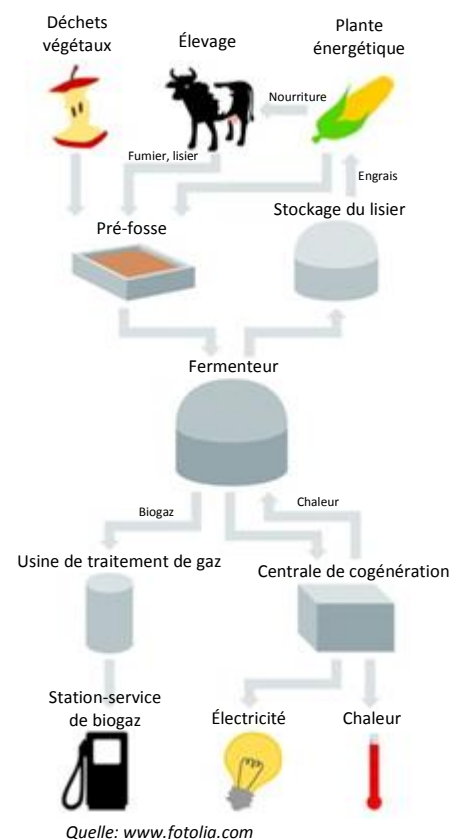 Déchets
végétaux
Élevage
Plante
énergétique
Nourriture
Fumier, lisier
Engrais
Stockage du lisier
Pré-fosse
Fermenteur
Biogaz
Chaleur
Usine de traitement de gaz
Centrale de cogénération
Station-service
de biogaz
Électricité
Chaleur
Quelle: www.fotolia.com